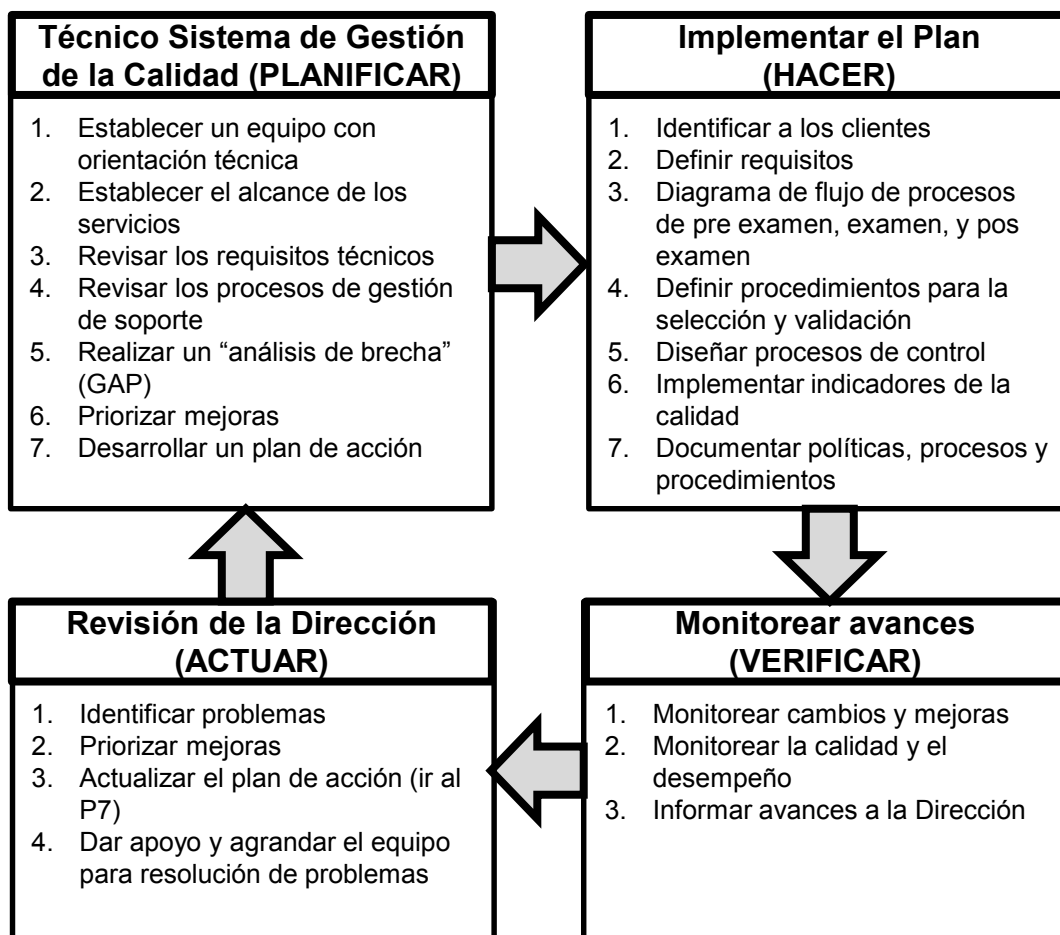 Técnico Sistema de Gestión
de la Calidad (PLANIFICAR)
1. Establecer un equipo con
orientación técnica
2. Establecer el alcance de los
servicios
3. Revisar los requisitos técnicos
4. Revisar los procesos de gestión
de soporte
5. Realizar un “análisis de brecha”
(GAP)
6. Priorizar mejoras
7. Desarrollar un plan de acción
Implementar el Plan
(HACER)
1. Identificar a los clientes
2. Definir requisitos
3. Diagrama de flujo de procesos
de pre examen, examen, y pos
examen
4. Definir procedimientos para la
selección y validación
5. Diseñar procesos de control
6. Implementar indicadores de la
calidad
7. Documentar políticas, procesos y
procedimientos
Revisión de la Dirección
(ACTUAR)
1. Identificar problemas
2. Priorizar mejoras
3. Actualizar el plan de acción (ir al
P7)
4. Dar apoyo y agrandar el equipo
para resolución de problemas
Monitorear avances
(VERIFICAR)
1. Monitorear cambios y mejoras
2. Monitorear la calidad y el
desempeño
3. Informar avances a la Dirección